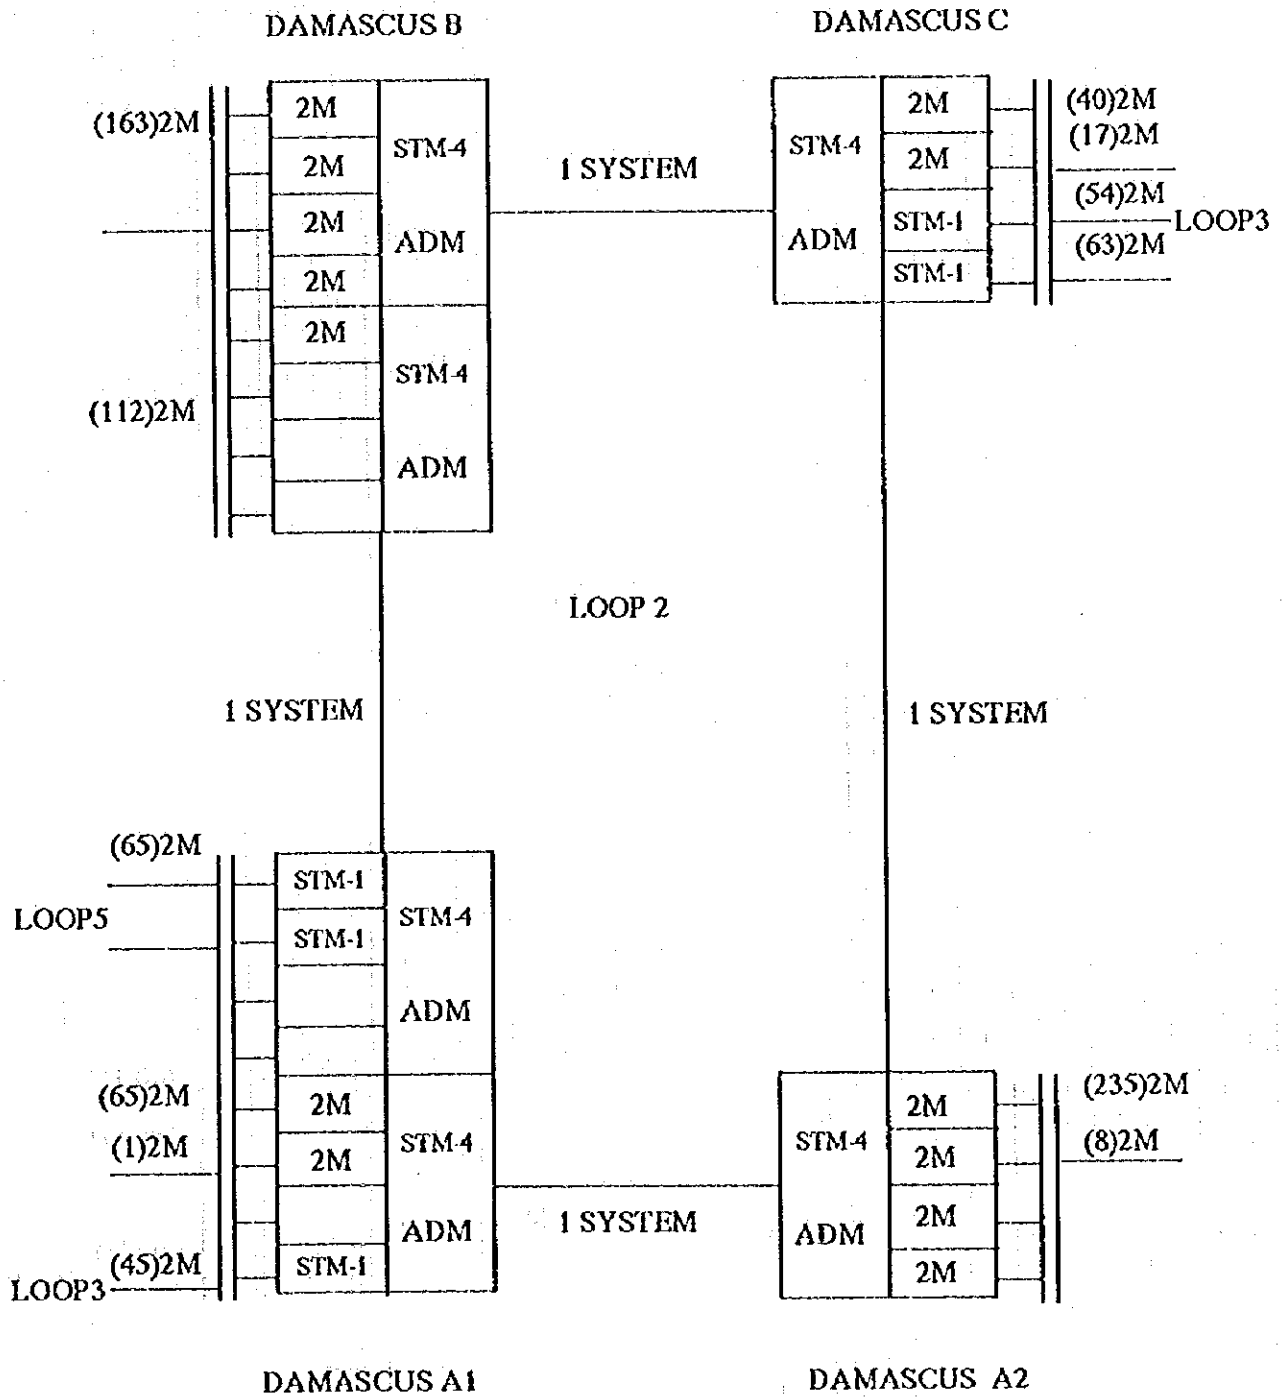 DAMASCUS B
DAMASCUS C
(163)2M
2M
STM-4
2M
2M
ADM
2M
2M
STM-4
(112)2M
ADM
1 SYSTEM
STM-4
ADM
2M
2M
STM-1
STM-1
(40)2M
(17)2M
(54)2M
LOOP3
(63)2M
LOOP 2
1 SYSTEM
1 SYSTEM
(65)2M
LOOP5
STM-1
STM-1
STM-4
ADM
(65)2M
(1)2M
2M
2M
STM-4
ADM
(45)2M
LOOP3
STM-1
1 SYSTEM
STM-4
ADM
2M
2M
2M
2M
(235)2M
(8)2M
DAMASCUS A1
DAMASCUS A2